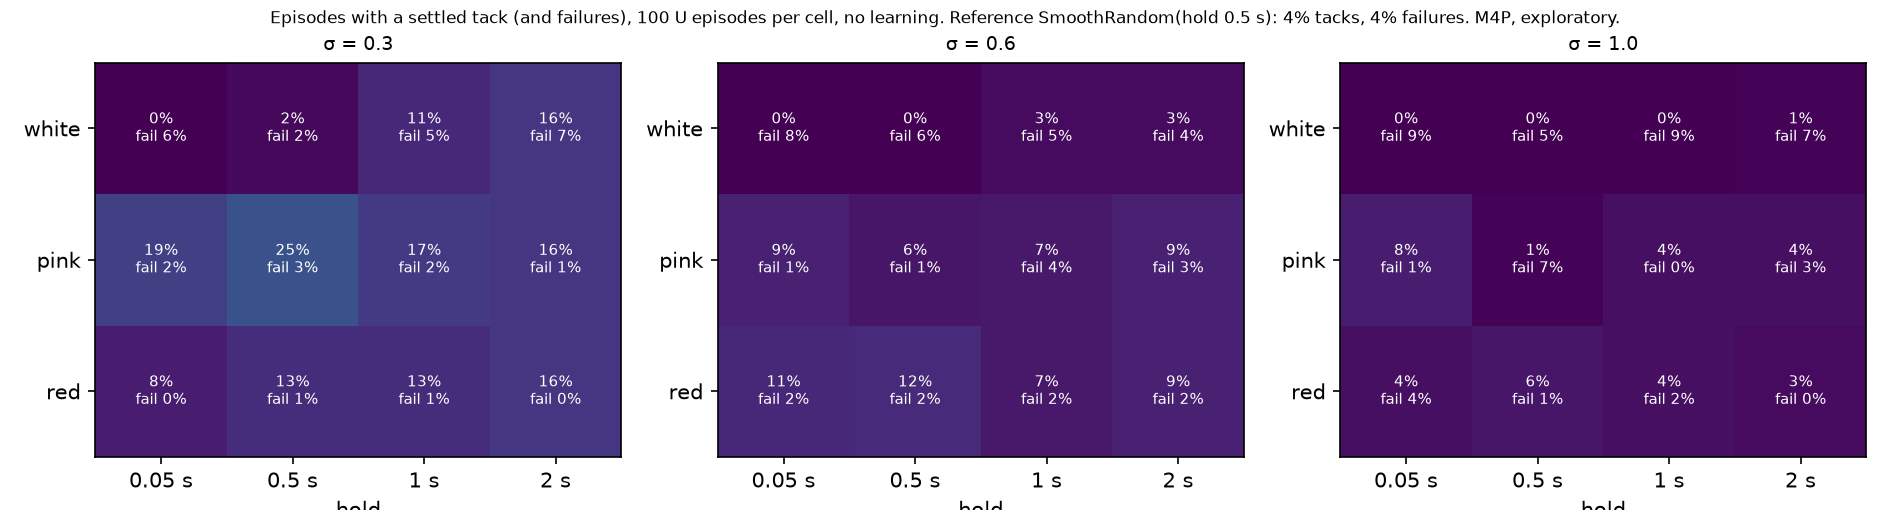 Episodes with a settled tack (and failures), 100 U episodes per cell, no learning. Reference SmoothRandom(hold 0.5 s): 4% tacks, 4% failures. M4P, exploratory.
σ = 0.3
white
0% 2% 11% 16%
fail 6% fail 2% fail 5% fail 7%
pink
19% 25% 17% 16%
fail 2% fail 3% fail 2% fail 1%
red
8% 13% 13% 16%
fail 0% fail 1% fail 1% fail 0%
0.05 s 0.5 s 1 s 2 s
hold
σ = 0.6
white
0% 0% 3% 3%
fail 8% fail 6% fail 5% fail 4%
pink
9% 6% 7% 9%
fail 1% fail 1% fail 4% fail 3%
red
11% 12% 7% 9%
fail 2% fail 2% fail 2% fail 2%
0.05 s 0.5 s 1 s 2 s
hold
σ = 1.0
white
0% 0% 0% 1%
fail 9% fail 5% fail 9% fail 7%
pink
8% 1% 4% 4%
fail 1% fail 7% fail 0% fail 3%
red
4% 6% 4% 3%
fail 4% fail 1% fail 2% fail 0%
0.05 s 0.5 s 1 s 2 s
hold